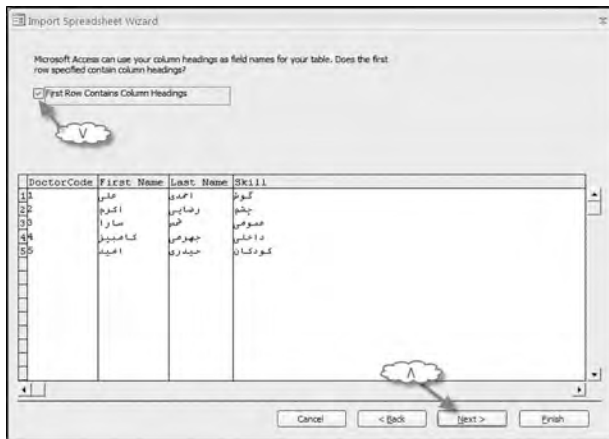 Import Spreadsheet Wizard
Microsoft Access can use your column headings as field names for your table. Does the first
row specified contain column headings?
First Row Contains Column Headings
۷
DoctorCode First Name Last Name Skill
1 1 علی احمدی گوش
2 2 اکرم رضایی چشم
3 3 سارا شمس عمومی
4 4 کامبیز جهرمی داخلی
5 5 امید حیدری کودکان
۸
Cancel < Back Next > Finish